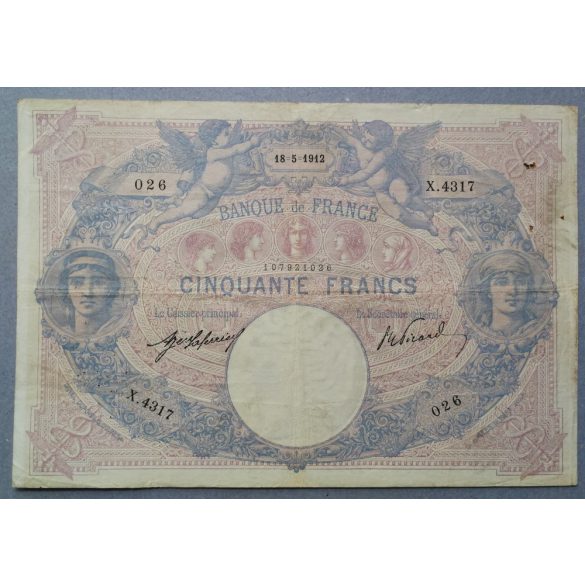 18-5-1912
026
X.4317
BANQUE de FRANCE
107921026
CINQUANTE FRANCS
Le Caissier principal, Le Secrétaire général,
X.4317
026